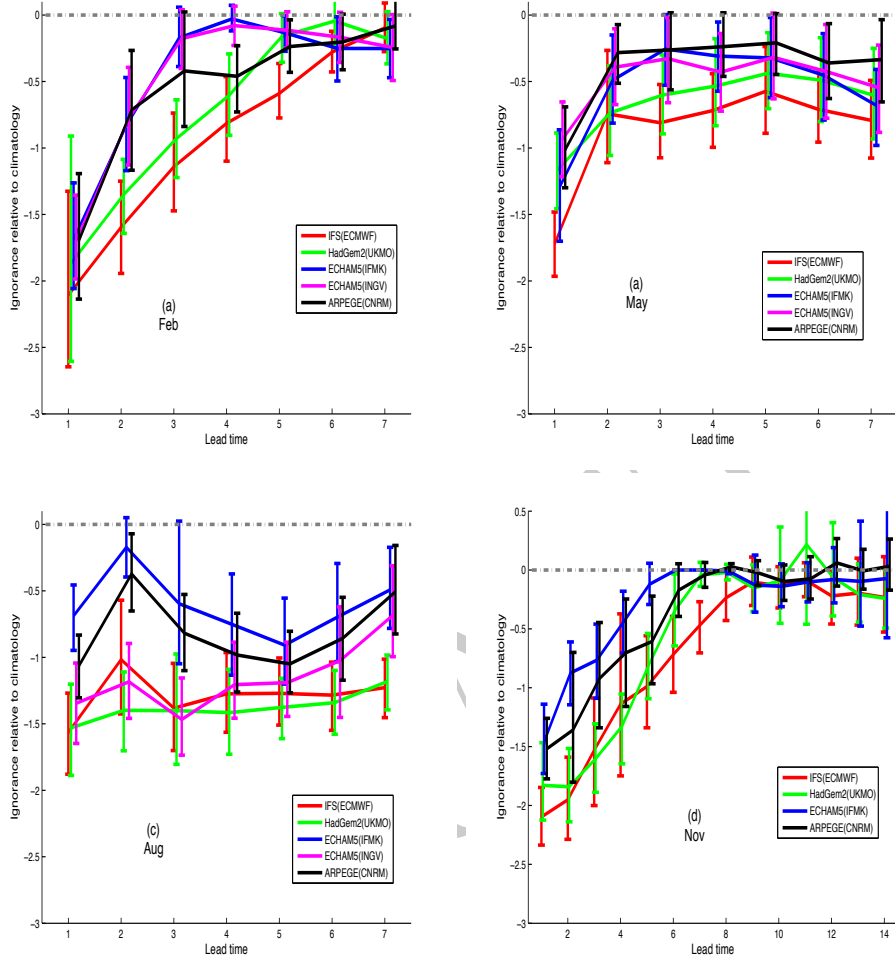 Ignorance relative to climatology
0
−0.5
−1
−1.5
−2
−2.5
−3
1 2 3 4 5 6 7
Lead time
(a)
Feb
IFS(ECMWF)
HadGem2(UKMO)
ECHAM5(IFMK)
ECHAM5(INGV)
ARPEGE(CNRM)
Ignorance relative to climatology
0
−0.5
−1
−1.5
−2
−2.5
−3
1 2 3 4 5 6 7
Lead time
(a)
May
IFS(ECMWF)
HadGem2(UKMO)
ECHAM5(IFMK)
ECHAM5(INGV)
ARPEGE(CNRM)
Ignorance relative to climatology
0
−0.5
−1
−1.5
−2
−2.5
−3
1 2 3 4 5 6 7
Lead time
(c)
Aug
IFS(ECMWF)
HadGem2(UKMO)
ECHAM5(IFMK)
ECHAM5(INGV)
ARPEGE(CNRM)
Ignorance relative to climatology
0.5
0
−0.5
−1
−1.5
−2
−2.5
−3
2 4 6 8 10 12 14
Lead time
(d)
Nov
IFS(ECMWF)
HadGem2(UKMO)
ECHAM5(IFMK)
ARPEGE(CNRM)